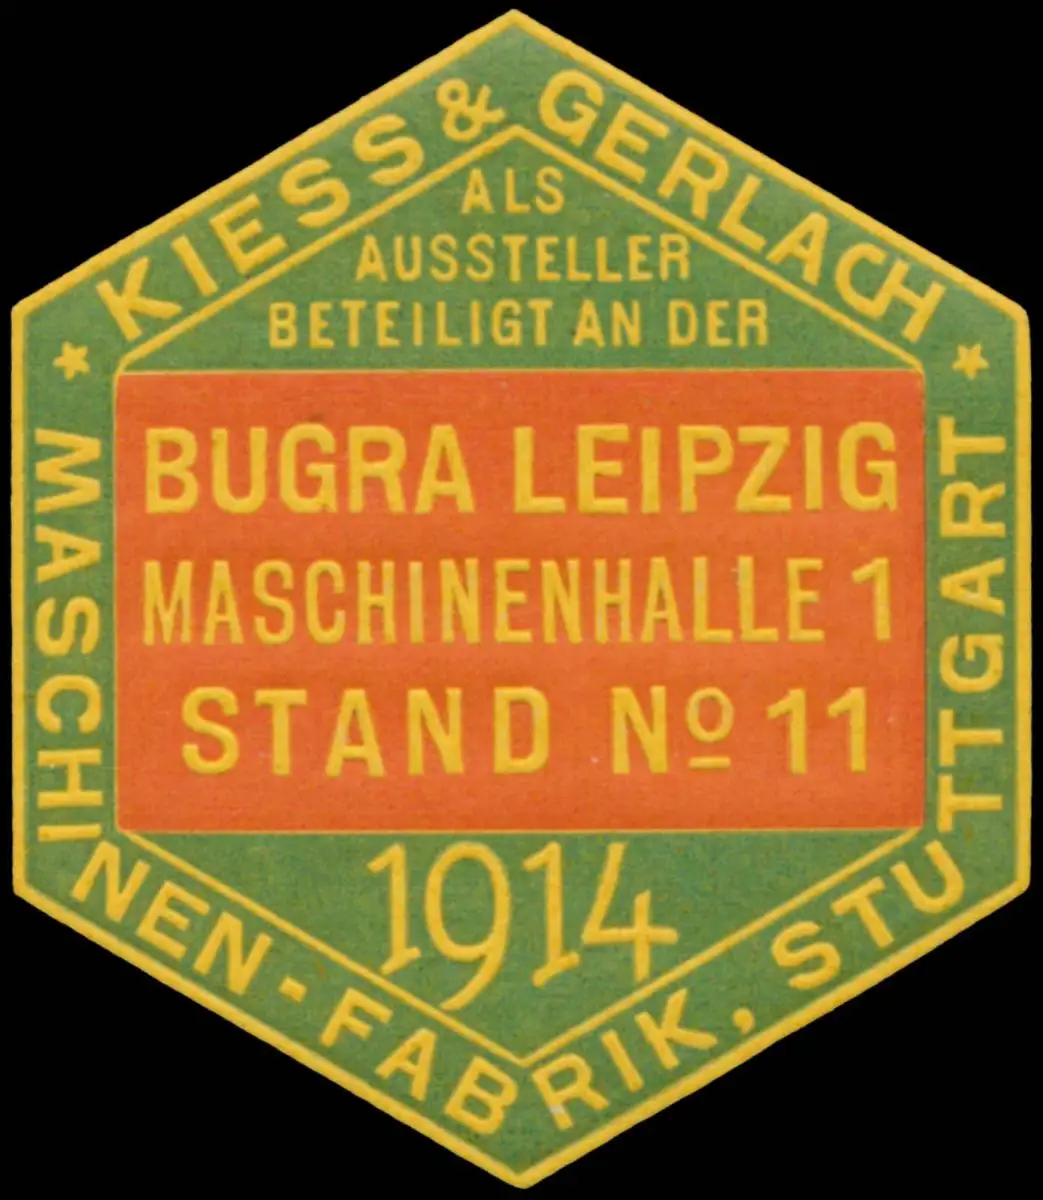 KIESS & GERLACH
ALS
AUSSTELLER
BETEILIGT AN DER
BUGRA LEIPZIG
MASCHINENHALLE 1
STAND Nº 11
1914
MASCHINEN-FABRIK, STUTTGART